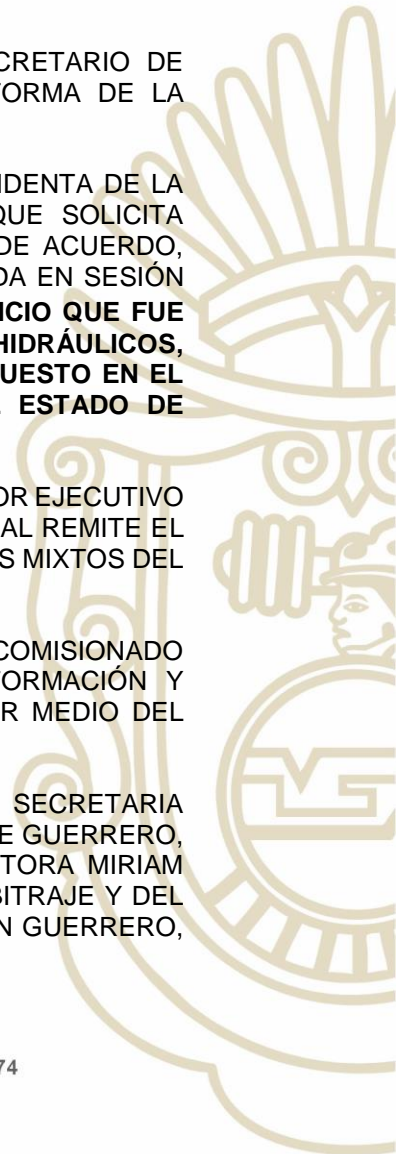 CRETARIO DE
FORMA DE LA
IDENTA DE LA
QUE SOLICITA
DE ACUERDO,
DA EN SESIÓN
ICIO QUE FUE
HIDRÁULICOS,
UESTO EN EL
ESTADO DE
OR EJECUTIVO
AL REMITE EL
S MIXTOS DEL
COMISIONADO
FORMACIÓN Y
R MEDIO DEL
SECRETARIA
E GUERRERO,
TORA MIRIAM
BITRAJE Y DEL
N GUERRERO,
74